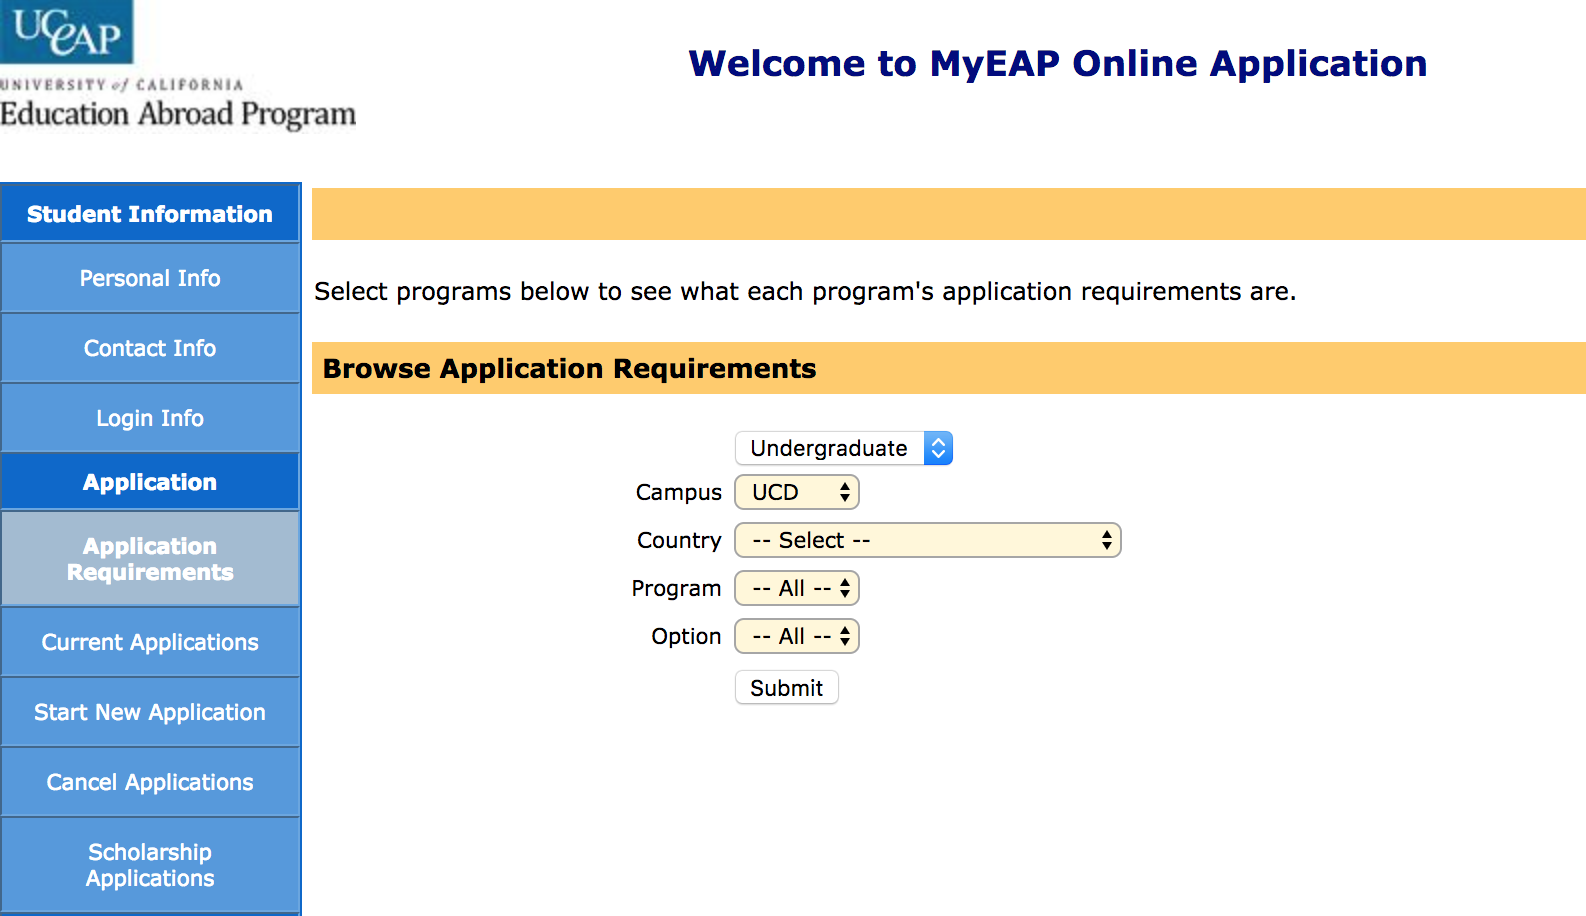 UCEAP
UNIVERSITY of CALIFORNIA
Education Abroad Program
Welcome to MyEAP Online Application
Student Information
Personal Info
Contact Info
Login Info
Application
Application
Requirements
Current Applications
Start New Application
Cancel Applications
Scholarship
Applications
Select programs below to see what each program's application requirements are.
Browse Application Requirements
Undergraduate
Campus UCD
Country -- Select --
Program -- All --
Option -- All --
Submit